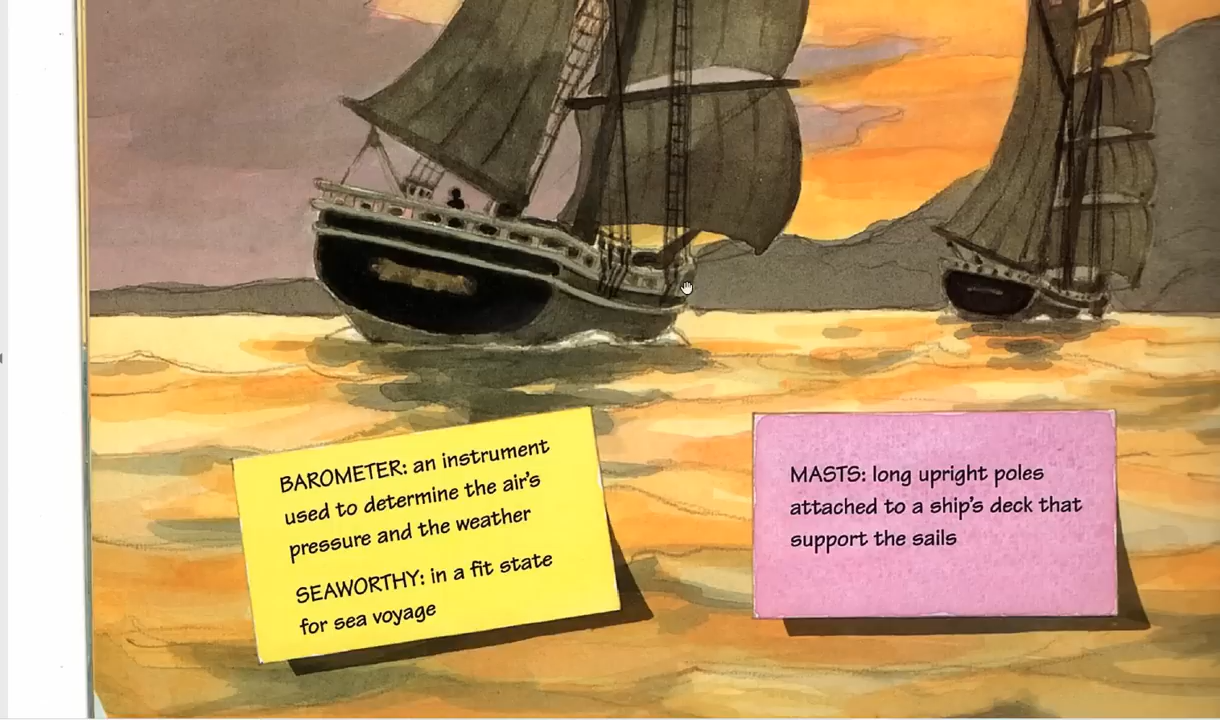 BAROMETER: an instrument
used to determine the air's
pressure and the weather
SEAWORTHY: in a fit state
for sea voyage
MASTS: long upright poles
attached to a ship's deck that
support the sails